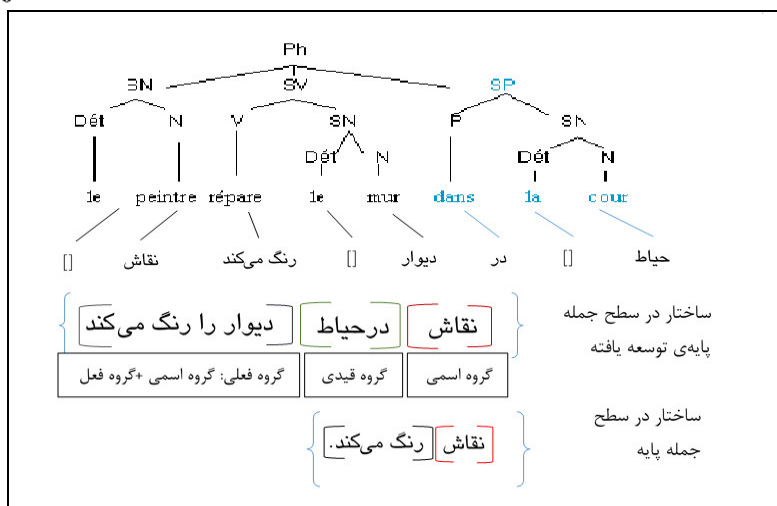 Ph
SN SV SP
Dét N V SN P SN
Dét N Dét N
le peintre répare le mur dans la cour
[] نقاش رنگ می‌کند [] دیوار در [] حیاط
ساختار در سطح جمله
پایه‌ی توسعه یافته
نقاش درحیاط دیوار را رنگ می‌کند
گروه اسمی گروه قیدی گروه فعلی: گروه اسمی +گروه فعل
ساختار در سطح
جمله پایه
نقاش رنگ می‌کند.